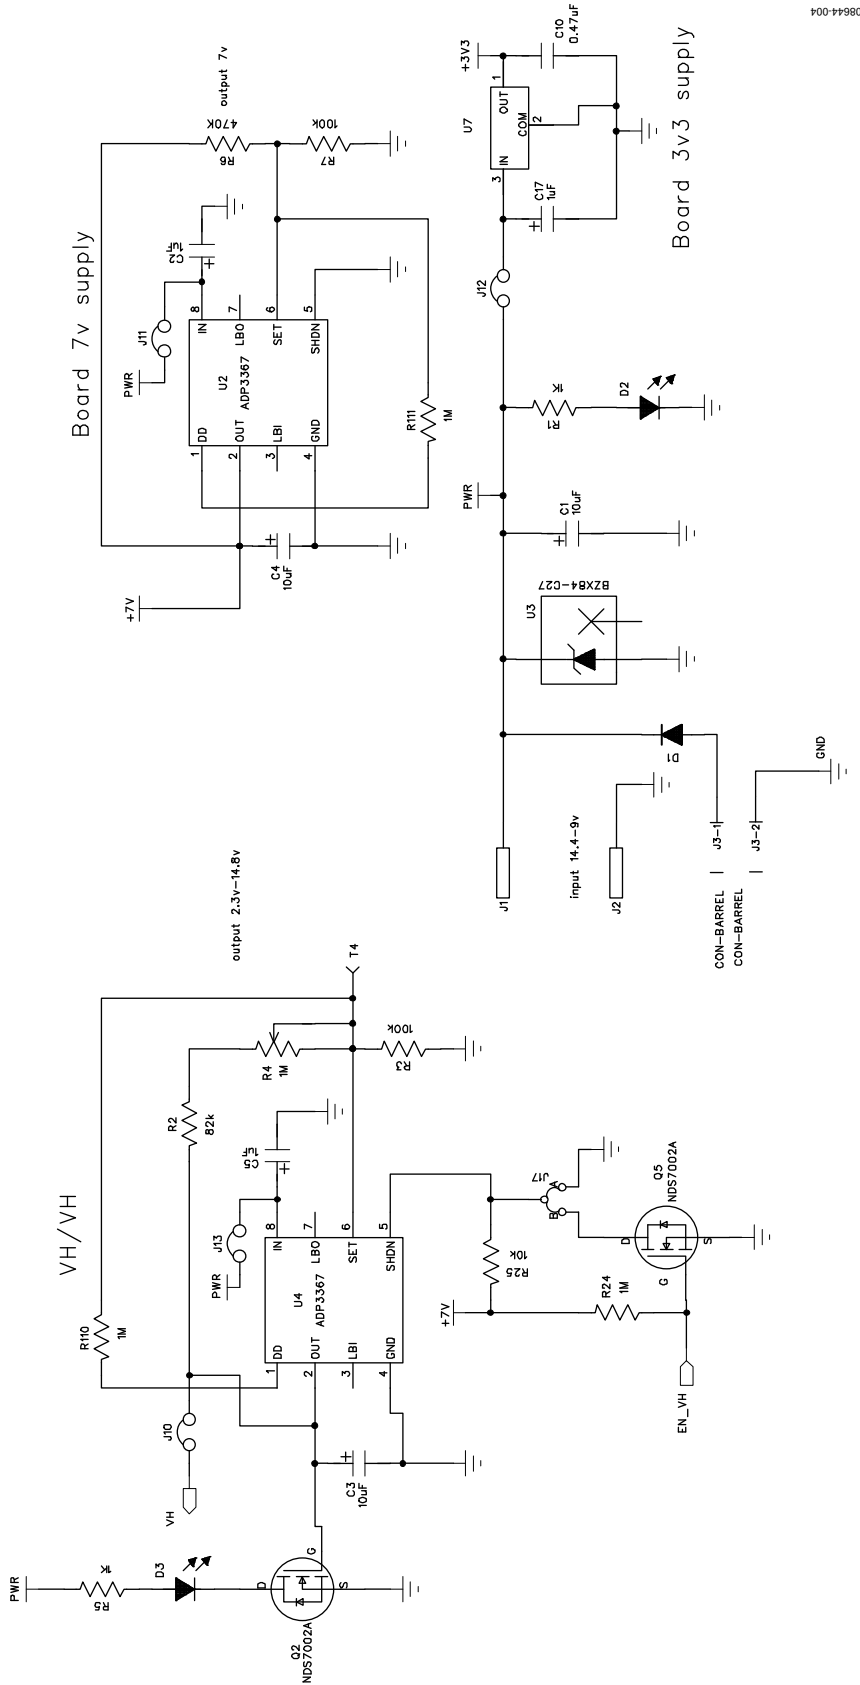 08644-004
Board 7v supply
output 7v
R6
470K
R7
100k
C2
1uF
J11
PWR
8
7
6
5
IN
LBO
SET
SHDN
U2
ADP3367
DD
OUT
LBI
GND
1
2
3
4
R111
1M
C4
10uF
+7V
+3V3
C10
0.47uF
U7
OUT
COM
IN
1
2
3
C17
1uF
Board 3v3 supply
J12
R1
1K
D2
PWR
C1
10uF
U3
BZX84-C27
D1
GND
J1
input 14.4-9v
J2
J3-1
J3-2
CON-BARREL
CON-BARREL
output 2.3v-14.8v
VH/VH
T4
R4
1M
R3
100k
R2
82k
C5
1uF
J13
PWR
8
7
6
5
IN
LBO
SET
SHDN
U4
ADP3367
DD
OUT
LBI
GND
1
2
3
4
R110
1M
J10
VH
C3
10uF
PWR
R5
1K
D3
D
G
S
Q2
NDS7002A
+7V
R25
10k
J17
A
B
Q5
NDS7002A
D
G
S
R24
1M
EN_VH